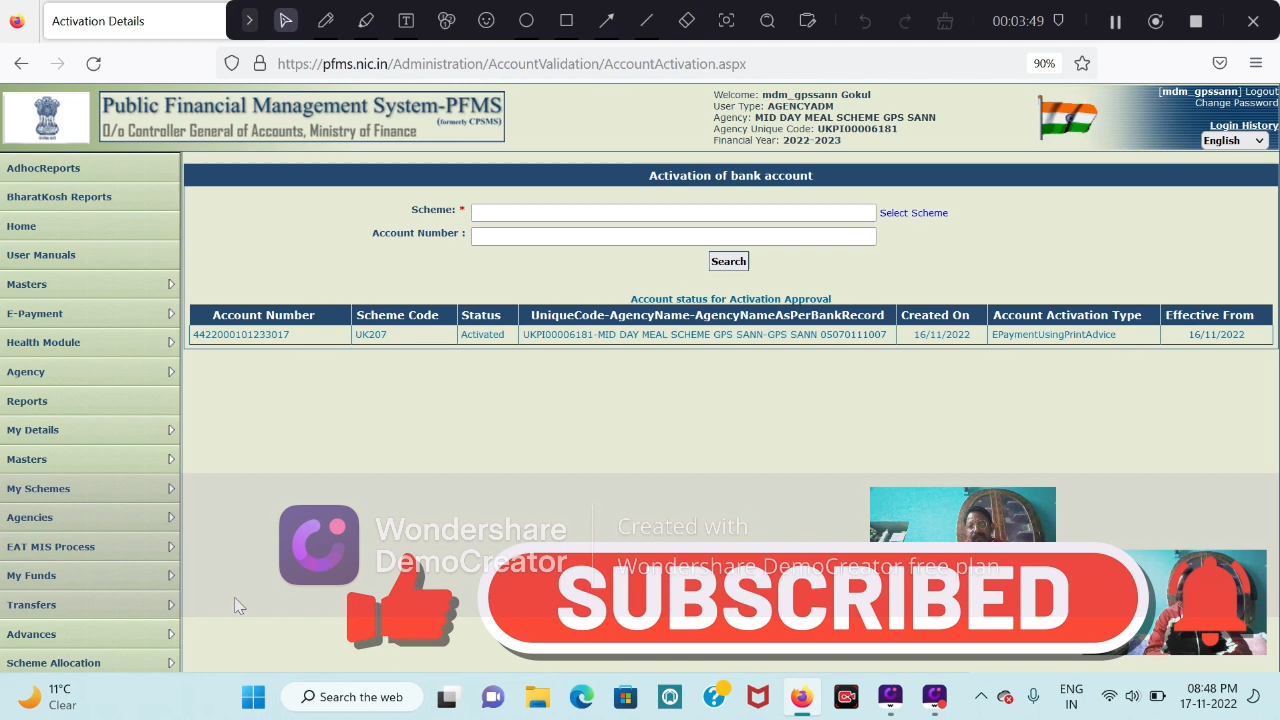 Activation Details
00:03:49
https://pfms.nic.in/Administration/AccountValidation/AccountActivation.aspx
90%
Public Financial Management System-PFMS
(formerly CPSMS)
O/o Controller General of Accounts, Ministry of Finance
Welcome: mdm_gpssann Gokul
User Type: AGENCYADM
Agency: MID DAY MEAL SCHEME GPS SANN
Agency Unique Code: UKPI00006181
Financial Year: 2022-2023
[mdm_gpssann] Logout
Change Password
Login History
English
AdhocReports
BharatKosh Reports
Home
User Manuals
Masters
E-Payment
Health Module
Agency
Reports
My Details
Masters
My Schemes
Agencies
EAT MIS Process
My Funds
Transfers
Advances
Scheme Allocation
Activation of bank account
Scheme: * Select Scheme
Account Number :
Search
Account status for Activation Approval
Account Number Scheme Code Status UniqueCode-AgencyName-AgencyNameAsPerBankRecord Created On Account Activation Type Effective From
4422000101233017 UK207 Activated UKPI00006181-MID DAY MEAL SCHEME GPS SANN-GPS SANN 05070111007 16/11/2022 EPaymentUsingPrintAdvice 16/11/2022
Wondershare
DemoCreator
Created with
Wondershare DemoCreator free plan
SUBSCRIBED
11°C
Clear
Search the web
ENG
IN
08:48 PM
17-11-2022